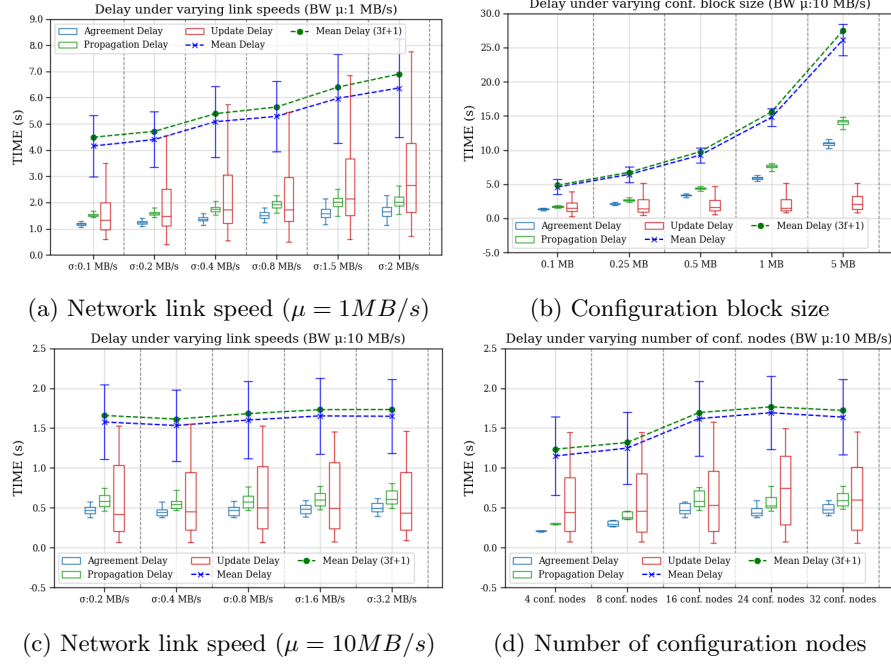 Delay under varying link speeds (BW μ:1 MB/s)
9.0
8.0
7.0
6.0
5.0
4.0
3.0
2.0
1.0
0.0
-1.0
TIME (s)
Agreement Delay
Propagation Delay
Update Delay
Mean Delay
Mean Delay (3f+1)
σ:0.1 MB/s
σ:0.2 MB/s
σ:0.4 MB/s
σ:0.8 MB/s
σ:1.5 MB/s
σ:2 MB/s
(a) Network link speed (μ = 1MB/s)
Delay under varying conf. block size (BW μ:10 MB/s)
30.0
25.0
20.0
15.0
10.0
5.0
0.0
-5.0
TIME (s)
Agreement Delay
Propagation Delay
Update Delay
Mean Delay
Mean Delay (3f+1)
0.1 MB
0.25 MB
0.5 MB
1 MB
5 MB
(b) Configuration block size
Delay under varying link speeds (BW μ:10 MB/s)
2.5
2.0
1.5
1.0
0.5
0.0
-0.5
TIME (s)
Agreement Delay
Propagation Delay
Update Delay
Mean Delay
Mean Delay (3f+1)
σ:0.2 MB/s
σ:0.4 MB/s
σ:0.8 MB/s
σ:1.6 MB/s
σ:3.2 MB/s
(c) Network link speed (μ = 10MB/s)
Delay under varying number of conf. nodes (BW μ:10 MB/s)
2.5
2.0
1.5
1.0
0.5
0.0
-0.5
TIME (s)
Agreement Delay
Propagation Delay
Update Delay
Mean Delay
Mean Delay (3f+1)
4 conf. nodes
8 conf. nodes
16 conf. nodes
24 conf. nodes
32 conf. nodes
(d) Number of configuration nodes